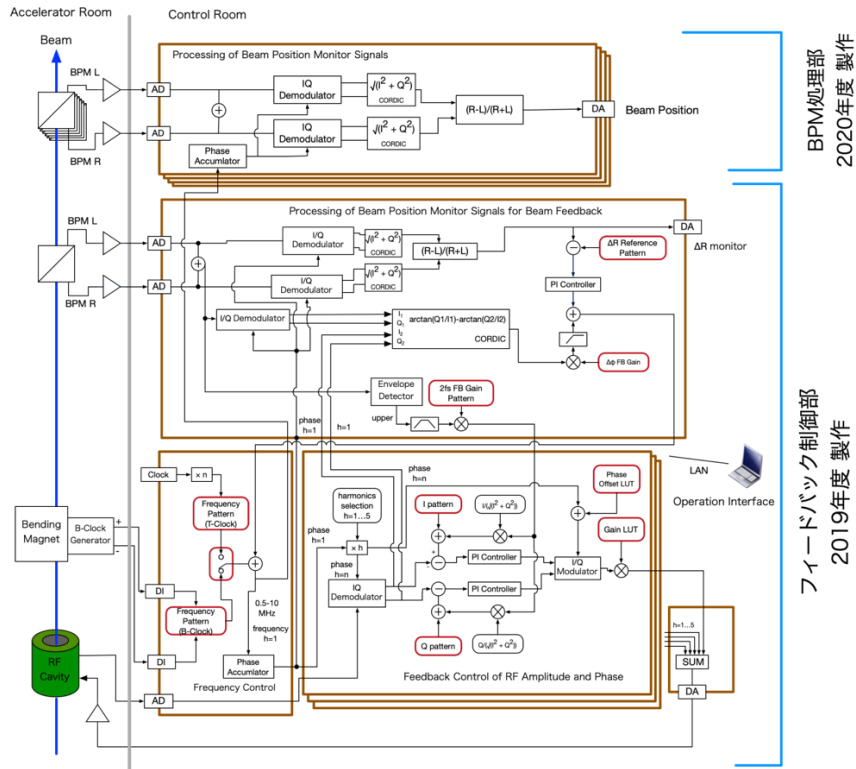 Accelerator Room
Control Room
Beam
BPM L
BPM R
AD
AD
Processing of Beam Position Monitor Signals
IQ
Demodulator
√(I² + Q²)
CORDIC
IQ
Demodulator
√(I² + Q²)
CORDIC
Phase
Accumlator
(R-L)/(R+L)
DA
Beam Position
BPM処理部
2020年度 製作
BPM L
BPM R
AD
AD
Processing of Beam Position Monitor Signals for Beam Feedback
I/Q
Demodulator
√(I² + Q²)
CORDIC
I/Q
Demodulator
√(I² + Q²)
CORDIC
(R-L)/(R+L)
DA
ΔR monitor
ΔR Reference
Pattern
PI Controller
I/Q Demodulator
I₁
Q₁
I₂
Q₂
arctan(Q1/I1)-arctan(Q2/I2)
CORDIC
Δφ FB Gain
Envelope
Detector
upper
2fs FB Gain
Pattern
phase
h=1
h=1
フィードバック制御部
2019年度 製作
LAN
Operation Interface
Clock
× n
Frequency
Pattern
(T-Clock)
Bending
Magnet
B-Clock
Generator
+
-
DI
Frequency
Pattern
(B-Clock)
DI
0.5-10
MHz
frequency
h=1
Phase
Accumlator
Frequency Control
AD
RF
Cavity
harmonics
selection
h=1...5
phase
h=1
× h
phase
h=n
phase
h=n
IQ
Demodulator
I pattern
I/(√(I² + Q²))
+
-
PI Controller
PI Controller
-
+
Q pattern
Q/(√(I² + Q²))
I/Q
Modulator
Phase
Offset LUT
Gain LUT
Feedback Control of RF Amplitude and Phase
h=1...5
SUM
DA